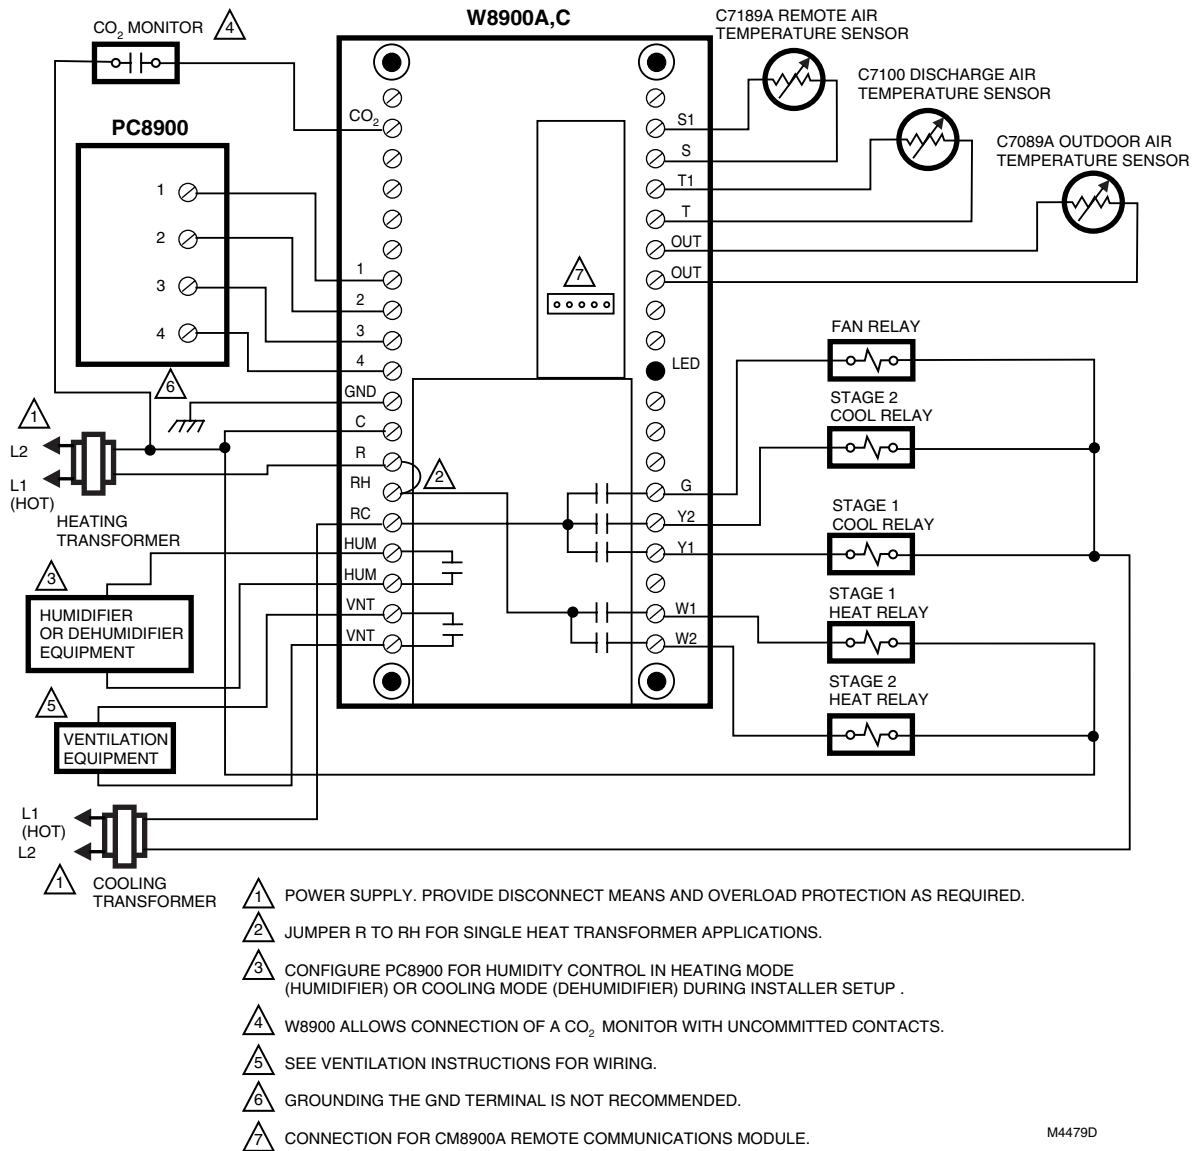 W8900A,C
CO2 MONITOR
4
C7189A REMOTE AIR
TEMPERATURE SENSOR
C7100 DISCHARGE AIR
TEMPERATURE SENSOR
C7089A OUTDOOR AIR
TEMPERATURE SENSOR
PC8900
1
2
3
4
6
CO2
1
2
3
4
GND
C
R
RH
RC
HUM
HUM
VNT
VNT
7
2
S1
S
T1
T
OUT
OUT
LED
G
Y2
Y1
W1
W2
FAN RELAY
STAGE 2
COOL RELAY
STAGE 1
COOL RELAY
STAGE 1
HEAT RELAY
STAGE 2
HEAT RELAY
1
L2
L1
(HOT)
HEATING
TRANSFORMER
3
HUMIDIFIER
OR DEHUMIDIFIER
EQUIPMENT
5
VENTILATION
EQUIPMENT
L1
(HOT)
L2
1
COOLING
TRANSFORMER
1 POWER SUPPLY. PROVIDE DISCONNECT MEANS AND OVERLOAD PROTECTION AS REQUIRED.
2 JUMPER R TO RH FOR SINGLE HEAT TRANSFORMER APPLICATIONS.
3 CONFIGURE PC8900 FOR HUMIDITY CONTROL IN HEATING MODE
(HUMIDIFIER) OR COOLING MODE (DEHUMIDIFIER) DURING INSTALLER SETUP .
4 W8900 ALLOWS CONNECTION OF A CO2 MONITOR WITH UNCOMMITTED CONTACTS.
5 SEE VENTILATION INSTRUCTIONS FOR WIRING.
6 GROUNDING THE GND TERMINAL IS NOT RECOMMENDED.
7 CONNECTION FOR CM8900A REMOTE COMMUNICATIONS MODULE.
M4479D